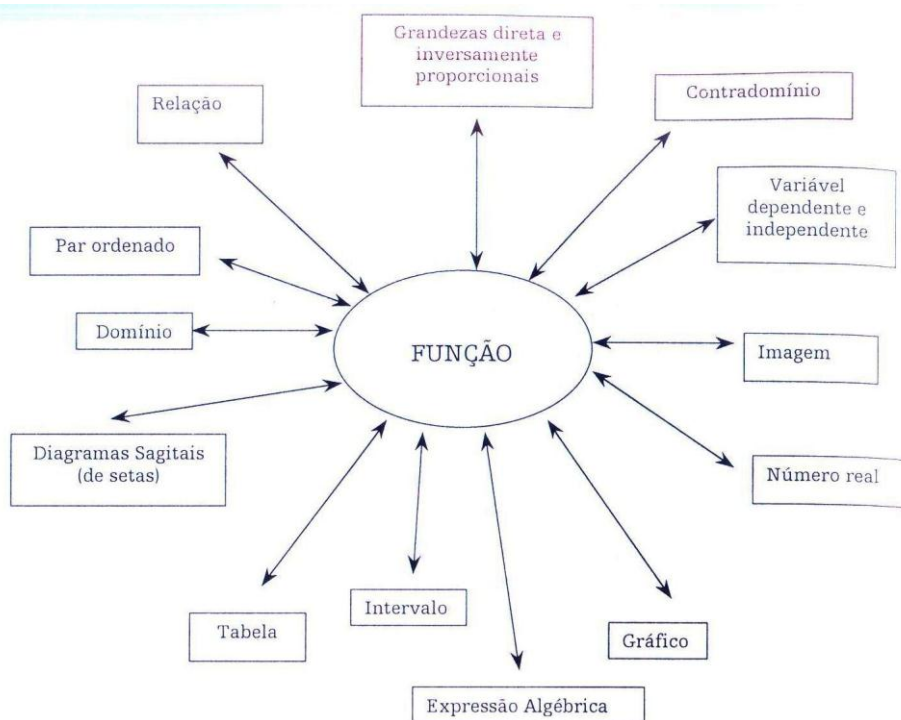 Grandezas direta e
inversamente
proporcionais
Relação
Contradomínio
Variável
dependente e
independente
Par ordenado
Domínio
FUNÇÃO
Imagem
Diagramas Sagitais
(de setas)
Número real
Intervalo
Tabela
Gráfico
Expressão Algébrica